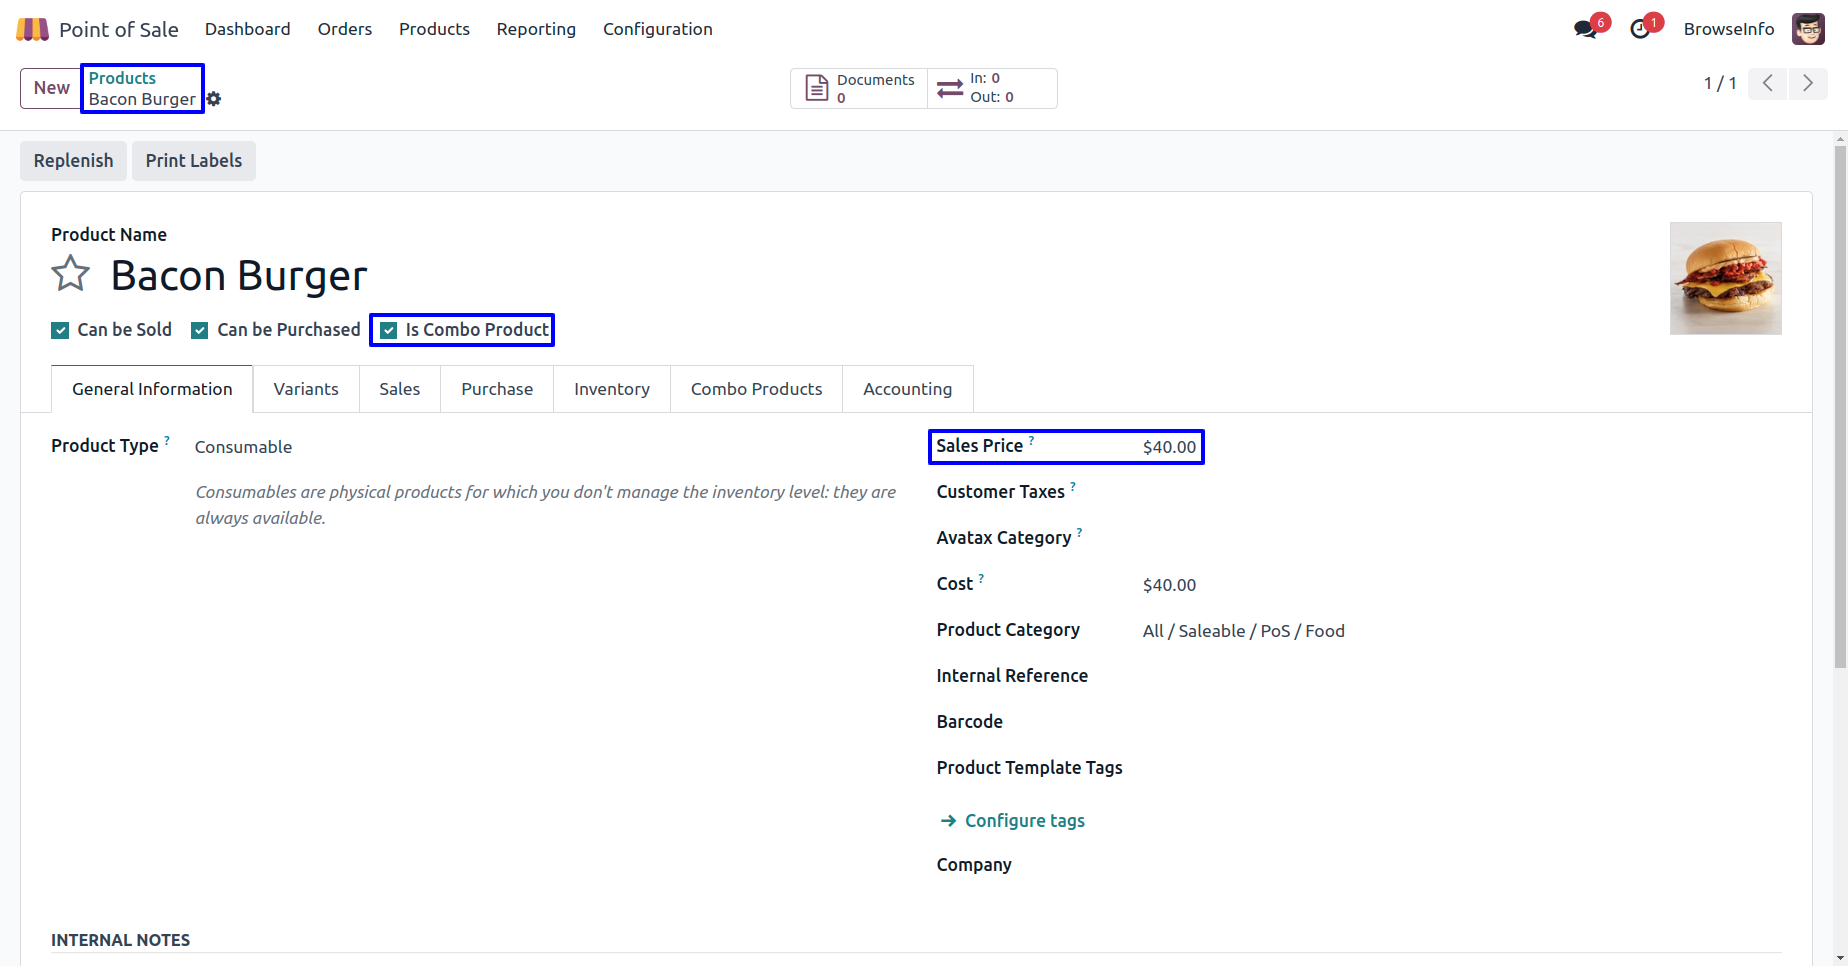 Point of Sale Dashboard Orders Products Reporting Configuration 6 1 BrowseInfo
New Products Documents In: 0 1 / 1
Bacon Burger 0 Out: 0
Replenish Print Labels
Product Name
Bacon Burger
Can be Sold Can be Purchased Is Combo Product
General Information Variants Sales Purchase Inventory Combo Products Accounting
Product Type ? Consumable
Consumables are physical products for which you don't manage the inventory level: they are
always available.
Sales Price ? $40.00
Customer Taxes ?
Avatax Category ?
Cost ? $40.00
Product Category All / Saleable / PoS / Food
Internal Reference
Barcode
Product Template Tags
→ Configure tags
Company
INTERNAL NOTES